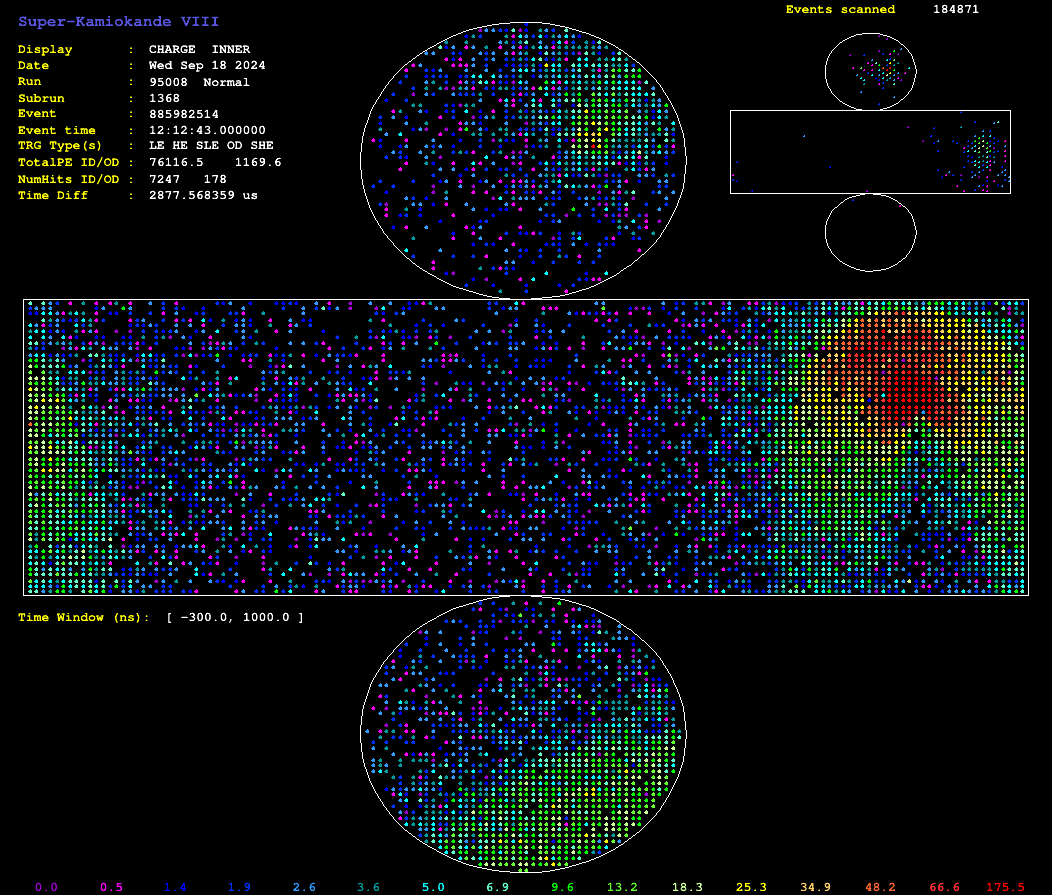 Super-Kamiokande VIII
Events scanned 184871
Display : CHARGE INNER
Date : Wed Sep 18 2024
Run : 95008 Normal
Subrun : 1368
Event : 885982514
Event time : 12:12:43.000000
TRG Type(s) : LE HE SLE OD SHE
TotalPE ID/OD : 76116.5 1169.6
NumHits ID/OD : 7247 178
Time Diff : 2877.568359 us
Time Window (ns): [ -300.0, 1000.0 ]
0.0 0.5 1.4 1.9 2.6 3.6 5.0 6.9 9.6 13.2 18.3 25.3 34.9 48.2 66.6 175.5